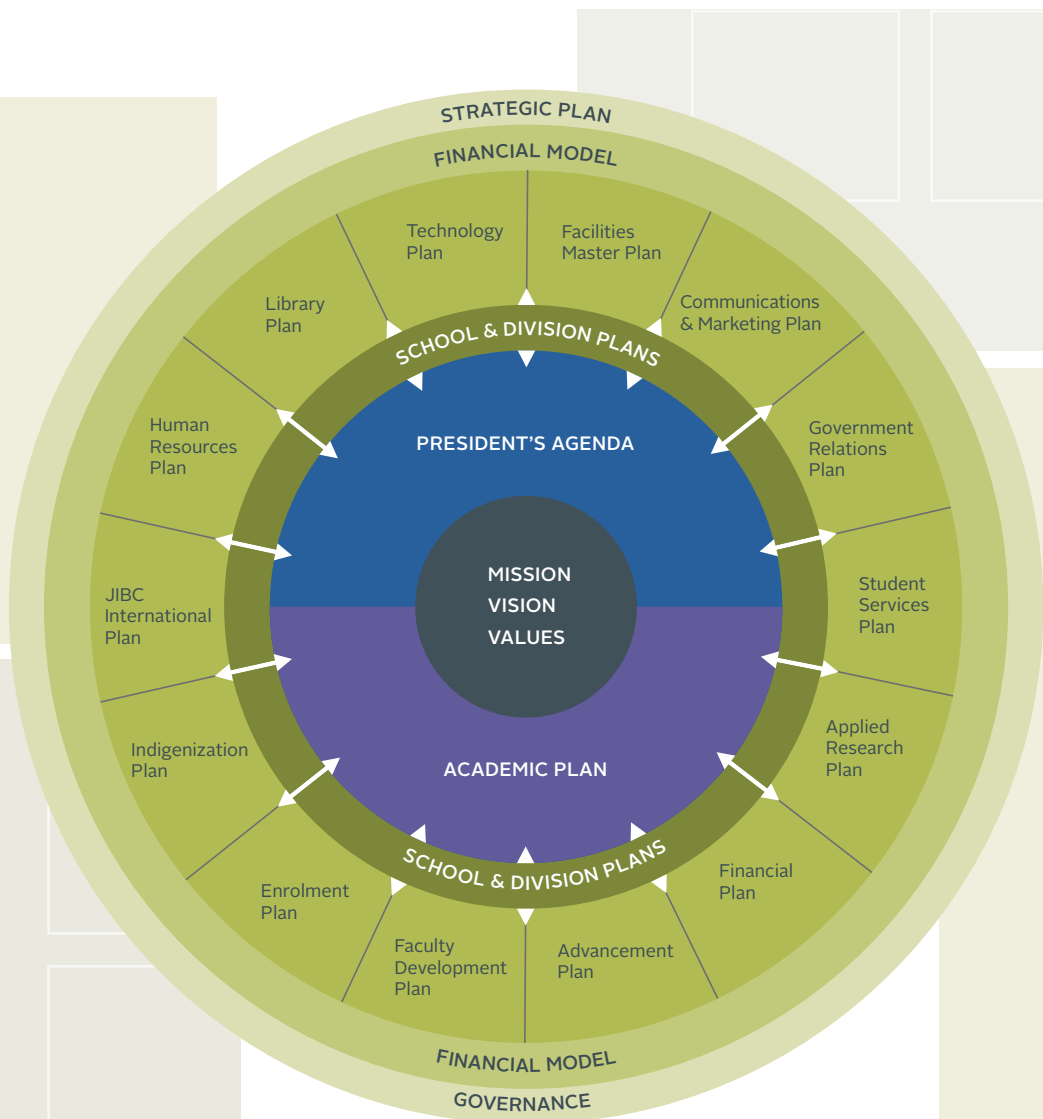 STRATEGIC PLAN
FINANCIAL MODEL
Technology
Plan
Facilities
Master Plan
Library
Plan
Communications
& Marketing Plan
SCHOOL & DIVISION PLANS
Human
Resources
Plan
PRESIDENT’S AGENDA
Government
Relations
Plan
MISSION
VISION
VALUES
JIBC
International
Plan
Student
Services
Plan
Indigenization
Plan
Applied
Research
Plan
ACADEMIC PLAN
SCHOOL & DIVISION PLANS
Enrolment
Plan
Financial
Plan
Faculty
Development
Plan
Advancement
Plan
FINANCIAL MODEL
GOVERNANCE